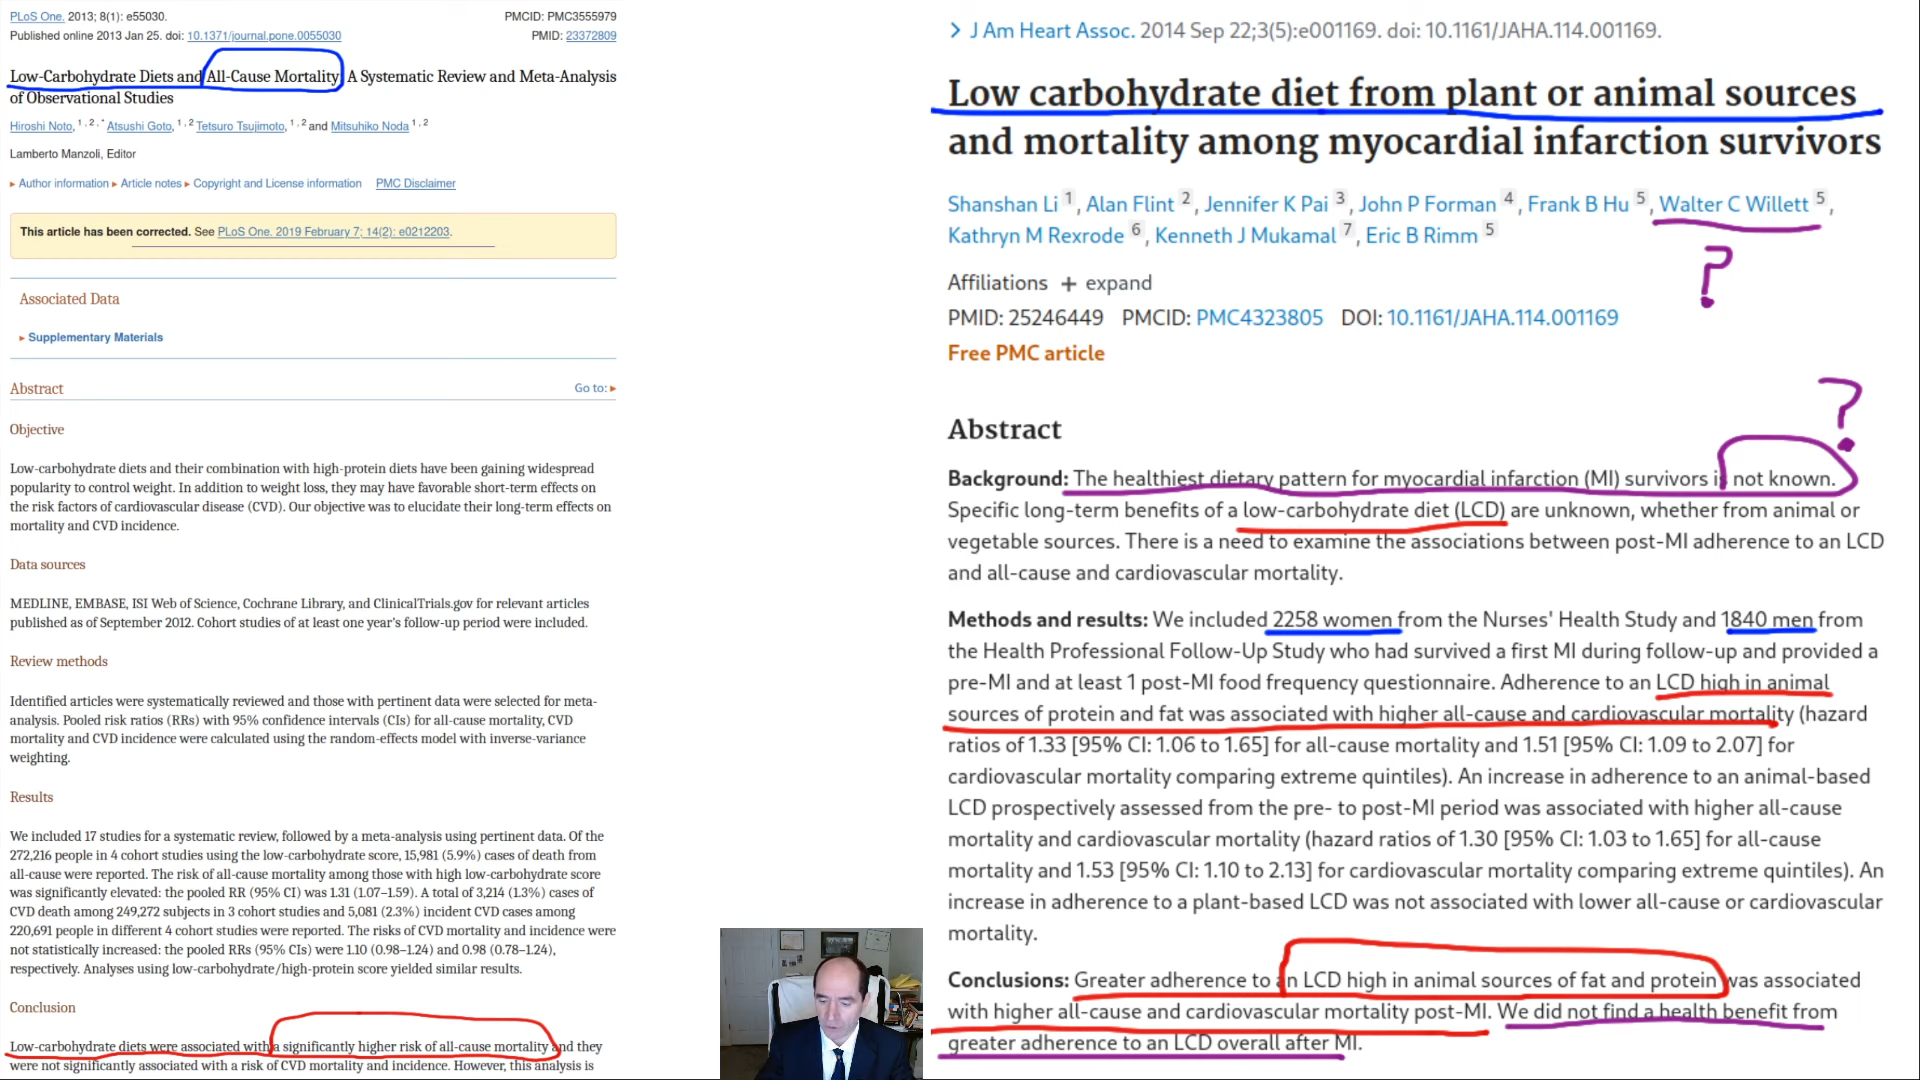 PLoS One. 2013; 8(1): e55030.
PMCID: PMC3555979
Published online 2013 Jan 25. doi: 10.1371/journal.pone.0055030
PMID: 23372809
Low-Carbohydrate Diets and All-Cause Mortality: A Systematic Review and Meta-Analysis
of Observational Studies
Hiroshi Noto, 1 , 2 , * Atsushi Goto, 1 , 2 Tetsuro Tsujimoto, 1 , 2 and Mitsuhiko Noda 1 , 2
Lamberto Manzoli, Editor
▸ Author information ▸ Article notes ▸ Copyright and License information PMC Disclaimer
This article has been corrected. See PLoS One. 2019 February 7; 14(2): e0212203.
Associated Data
▸ Supplementary Materials
Abstract
Go to: ▸
Objective
Low-carbohydrate diets and their combination with high-protein diets have been gaining widespread
popularity to control weight. In addition to weight loss, they may have favorable short-term effects on
the risk factors of cardiovascular disease (CVD). Our objective was to elucidate their long-term effects on
mortality and CVD incidence.
Data sources
MEDLINE, EMBASE, ISI Web of Science, Cochrane Library, and ClinicalTrials.gov for relevant articles
published as of September 2012. Cohort studies of at least one year's follow-up period were included.
Review methods
Identified articles were systematically reviewed and those with pertinent data were selected for meta-
analysis. Pooled risk ratios (RRs) with 95% confidence intervals (CIs) for all-cause mortality, CVD
mortality and CVD incidence were calculated using the random-effects model with inverse-variance
weighting.
Results
We included 17 studies for a systematic review, followed by a meta-analysis using pertinent data. Of the
272,216 people in 4 cohort studies using the low-carbohydrate score, 15,981 (5.9%) cases of death from
all-cause were reported. The risk of all-cause mortality among those with high low-carbohydrate score
was significantly elevated: the pooled RR (95% CI) was 1.31 (1.07–1.59). A total of 3,214 (1.3%) cases of
CVD death among 249,272 subjects in 3 cohort studies and 5,081 (2.3%) incident CVD cases among
220,691 people in different 4 cohort studies were reported. The risks of CVD mortality and incidence were
not statistically increased: the pooled RRs (95% CIs) were 1.10 (0.98–1.24) and 0.98 (0.78–1.24),
respectively. Analyses using low-carbohydrate/high-protein score yielded similar results.
Conclusion
Low-carbohydrate diets were associated with a significantly higher risk of all-cause mortality and they
were not significantly associated with a risk of CVD mortality and incidence. However, this analysis is
> J Am Heart Assoc. 2014 Sep 22;3(5):e001169. doi: 10.1161/JAHA.114.001169.
Low carbohydrate diet from plant or animal sources
and mortality among myocardial infarction survivors
Shanshan Li 1, Alan Flint 2, Jennifer K Pai 3, John P Forman 4, Frank B Hu 5, Walter C Willett 5,
Kathryn M Rexrode 6, Kenneth J Mukamal 7, Eric B Rimm 5
?
Affiliations + expand
PMID: 25246449 PMCID: PMC4323805 DOI: 10.1161/JAHA.114.001169
Free PMC article
?
Abstract
Background: The healthiest dietary pattern for myocardial infarction (MI) survivors is not known.
Specific long-term benefits of a low-carbohydrate diet (LCD) are unknown, whether from animal or
vegetable sources. There is a need to examine the associations between post-MI adherence to an LCD
and all-cause and cardiovascular mortality.
Methods and results: We included 2258 women from the Nurses' Health Study and 1840 men from
the Health Professional Follow-Up Study who had survived a first MI during follow-up and provided a
pre-MI and at least 1 post-MI food frequency questionnaire. Adherence to an LCD high in animal
sources of protein and fat was associated with higher all-cause and cardiovascular mortality (hazard
ratios of 1.33 [95% CI: 1.06 to 1.65] for all-cause mortality and 1.51 [95% CI: 1.09 to 2.07] for
cardiovascular mortality comparing extreme quintiles). An increase in adherence to an animal-based
LCD prospectively assessed from the pre- to post-MI period was associated with higher all-cause
mortality and cardiovascular mortality (hazard ratios of 1.30 [95% CI: 1.03 to 1.65] for all-cause
mortality and 1.53 [95% CI: 1.10 to 2.13] for cardiovascular mortality comparing extreme quintiles). An
increase in adherence to a plant-based LCD was not associated with lower all-cause or cardiovascular
mortality.
Conclusions: Greater adherence to an LCD high in animal sources of fat and protein was associated
with higher all-cause and cardiovascular mortality post-MI. We did not find a health benefit from
greater adherence to an LCD overall after MI.